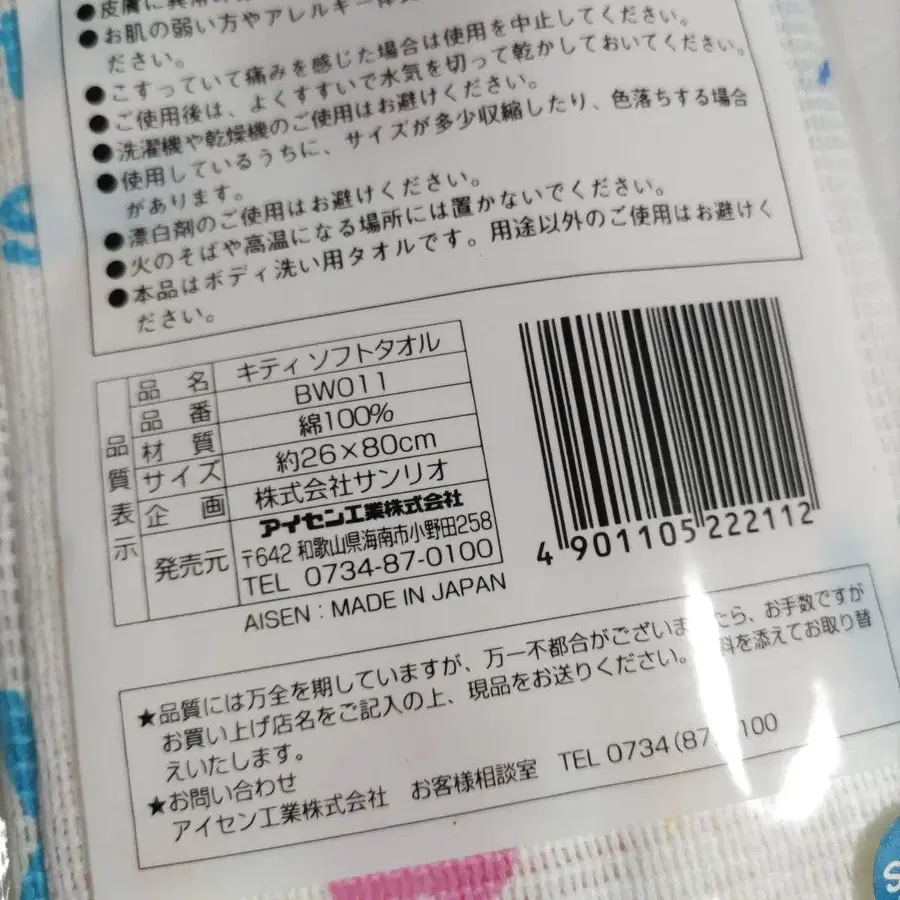 ●皮膚に異常の
●お肌の弱い方やアレルギー体
ださい。
●こすっていて痛みを感じた場合は使用を中止してください。
●ご使用後は、よくすすいで水気を切って乾かしておいてください。
●洗濯機や乾燥機のご使用はお避けください。
●使用しているうちに、サイズが多少収縮したり、色落ちする場合
があります。
●漂白剤のご使用はお避けください。
●火のそばや高温になる場所には置かないでください。
●本品はボディ洗い用タオルです。用途以外のご使用はお避けく
ださい。
品質表示
品名 キティ ソフトタオル
品番 BW011
材質 綿100%
サイズ 約26×80cm
企画 株式会社サンリオ
発売元 アイセン工業株式会社
〒642 和歌山県海南市小野田258
TEL 0734-87-0100
AISEN : MADE IN JAPAN
4 901105 222112
★品質には万全を期していますが、万一不都合がございま たら、お手数ですが
お買い上げ店名をご記入の上、現品をお送りください。 料を添えてお取り替
えいたします。
★お問い合わせ
アイセン工業株式会社 お客様相談室 TEL 0734(87) 0100